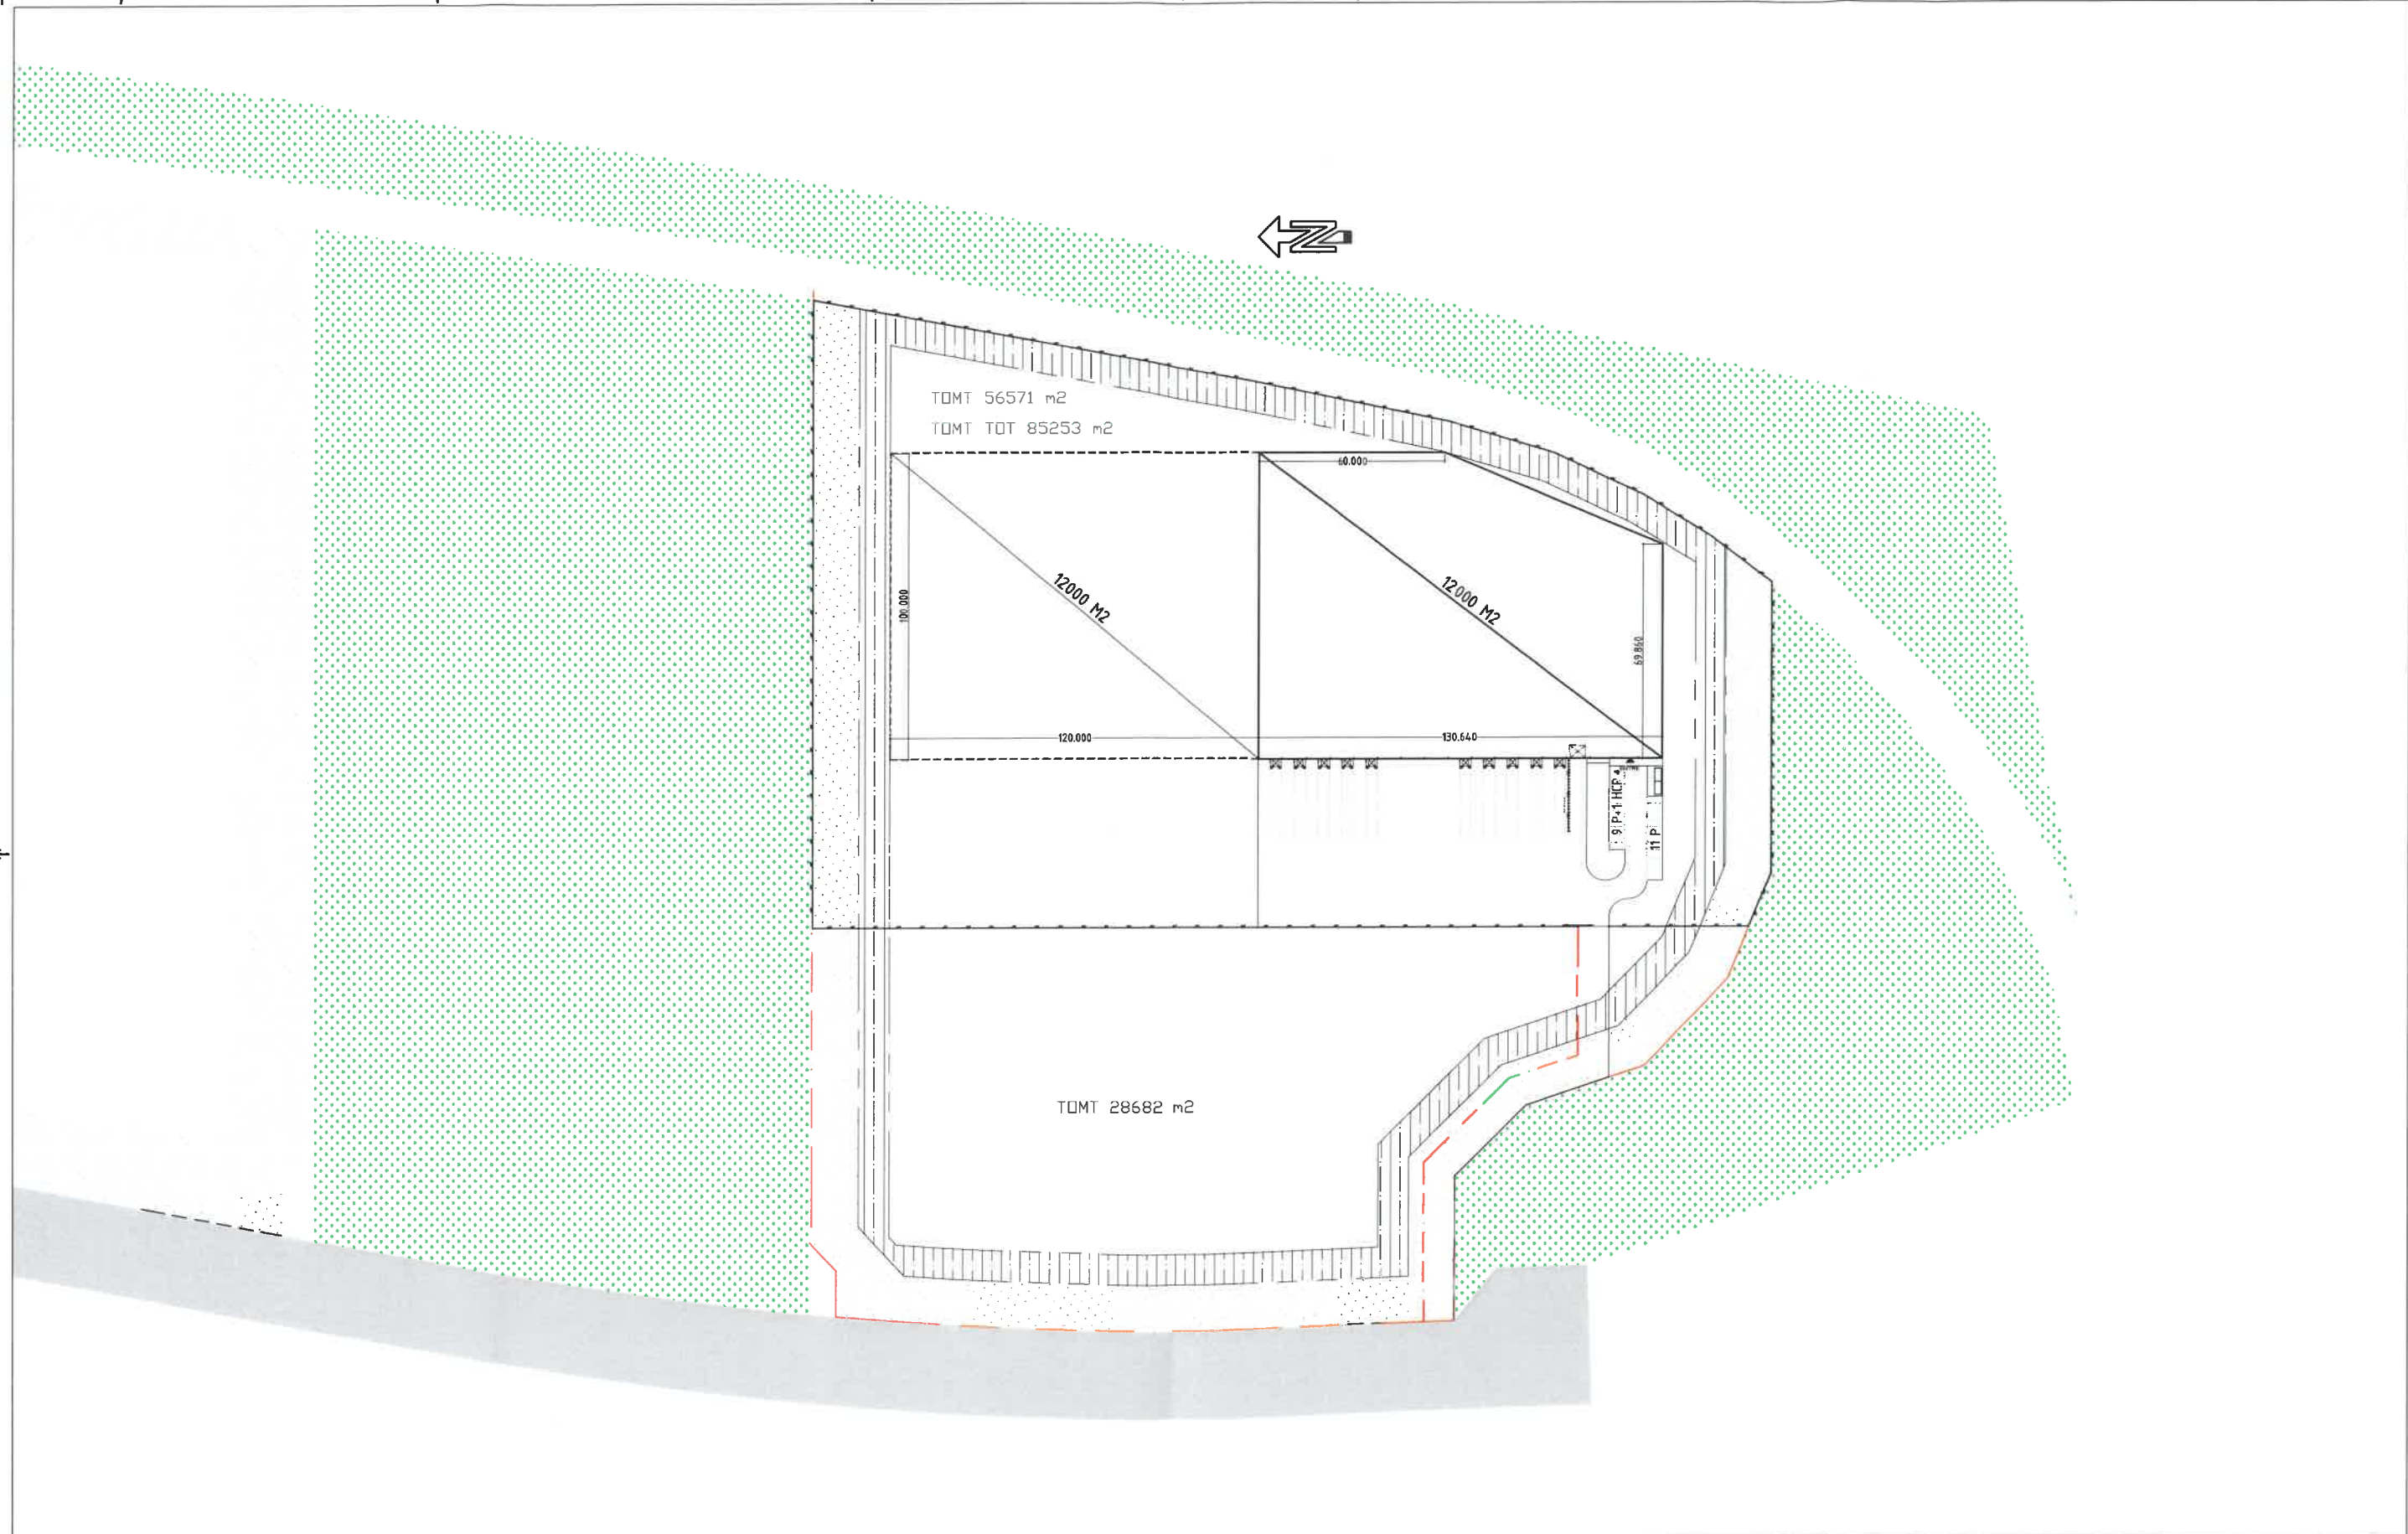 N
TOMT 56571 m2
TOMT TOT 85253 m2
60.000
12000 M2
12000 M2
100.000
69.860
120.000
130.640
9 P+1 HCP
11 P
TOMT 28682 m2